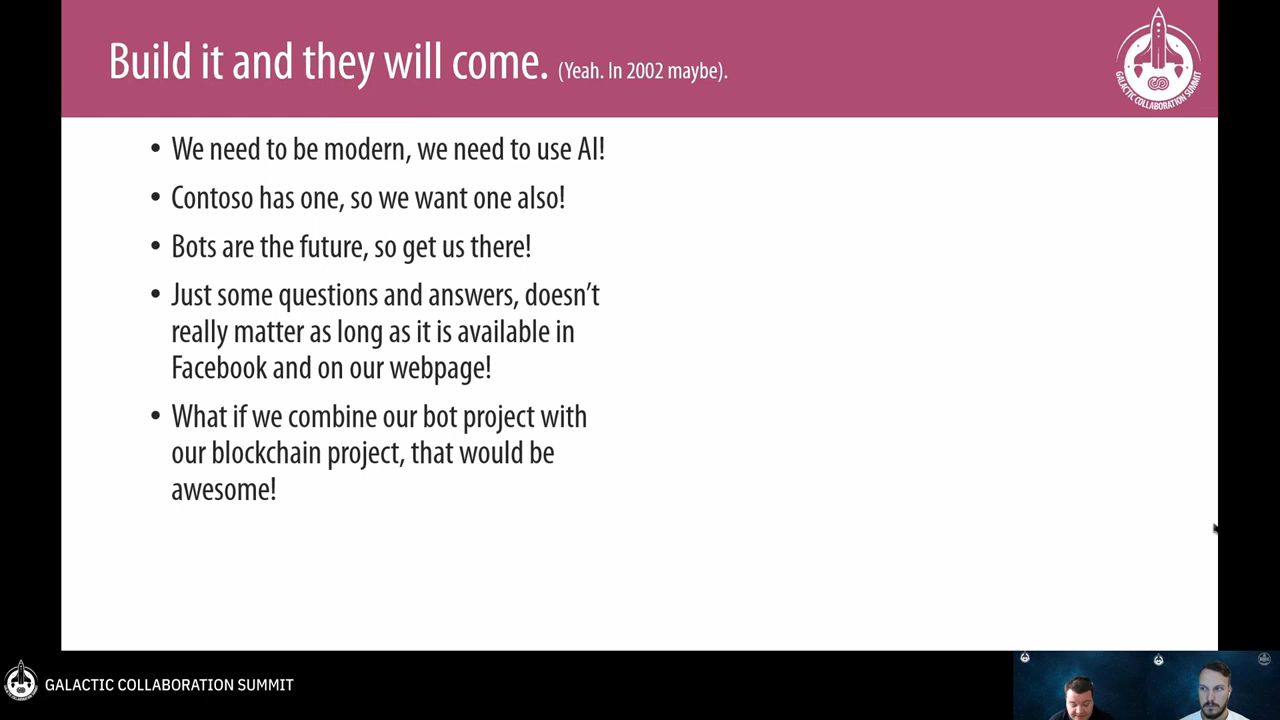 Build it and they will come. (Yeah. In 2002 maybe).
GALACTIC COLLABORATION SUMMIT
• We need to be modern, we need to use AI!
• Contoso has one, so we want one also!
• Bots are the future, so get us there!
• Just some questions and answers, doesn't
really matter as long as it is available in
Facebook and on our webpage!
• What if we combine our bot project with
our blockchain project, that would be
awesome!
GALACTIC COLLABORATION SUMMIT